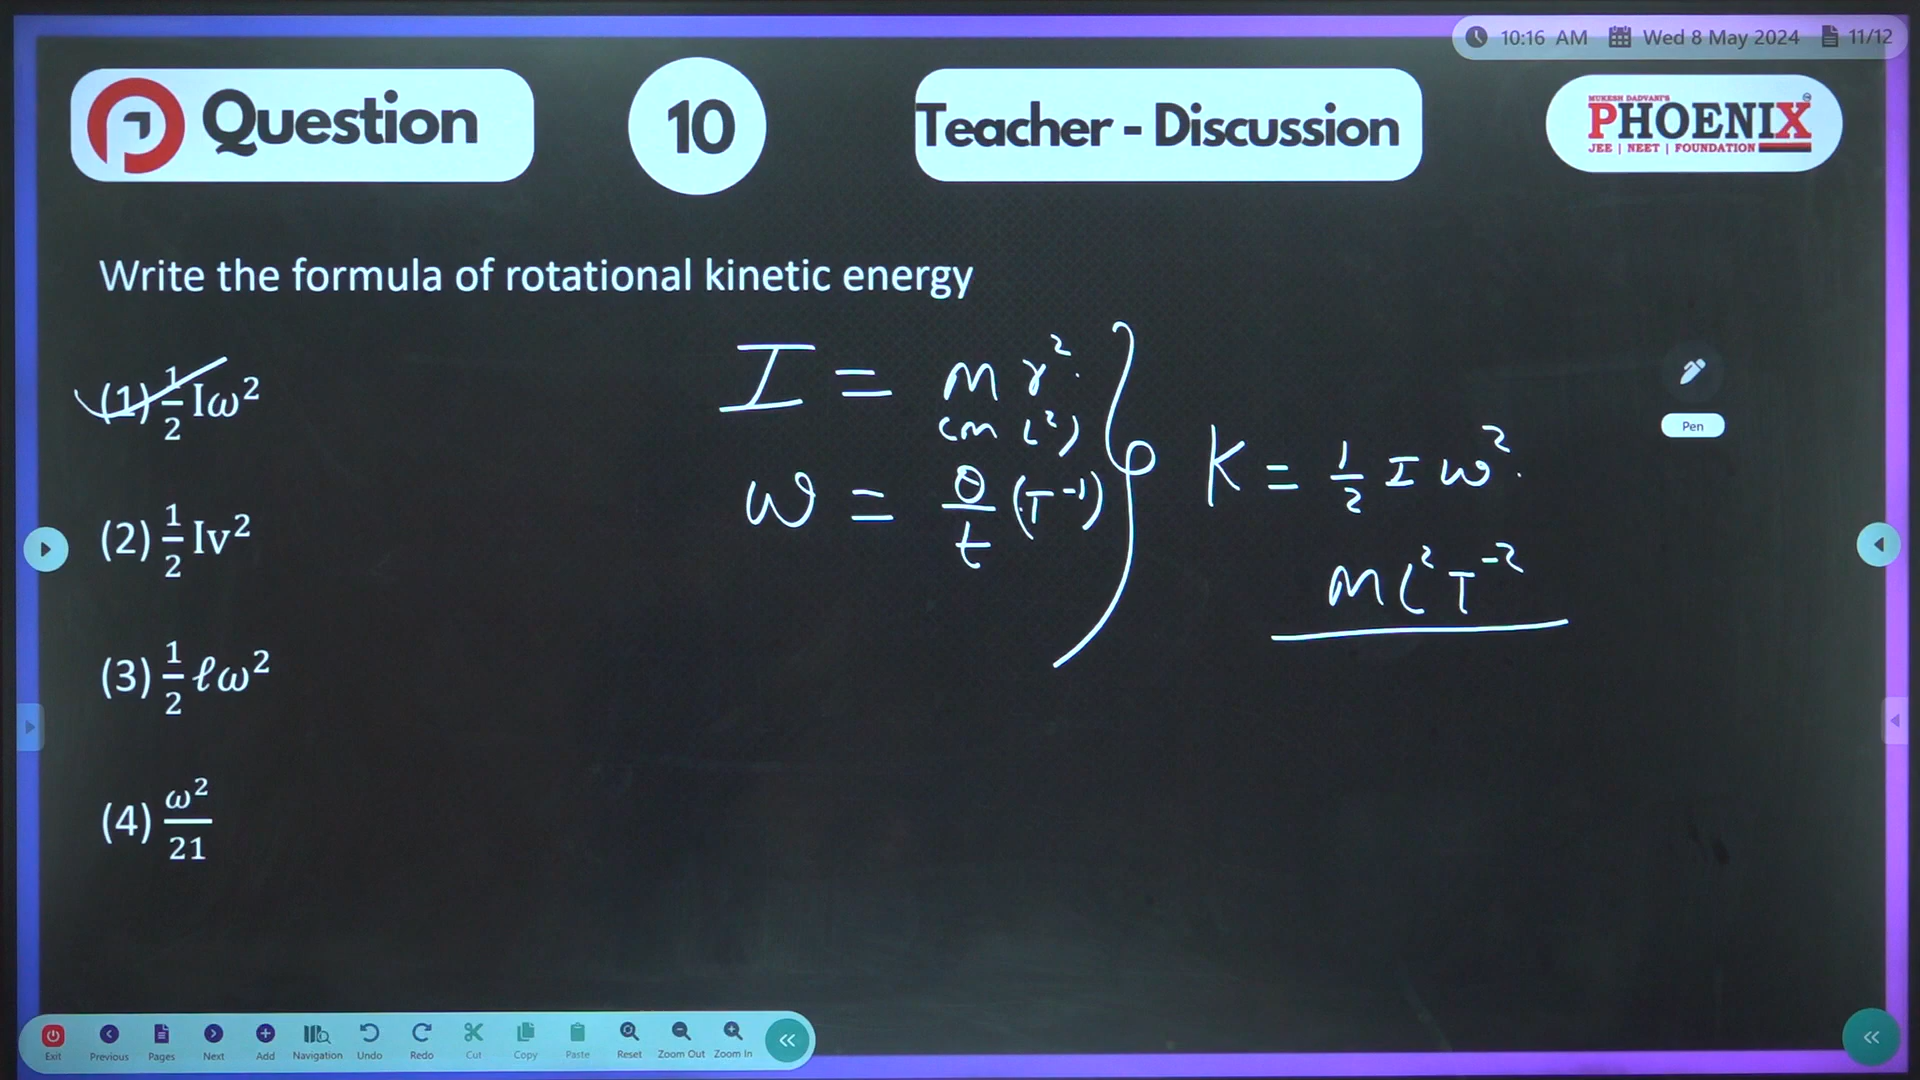 10:16 AM Wed 8 May 2024 11/12
Question 10 Teacher - Discussion
MUKESH DADVANI'S
PHOENIX
JEE | NEET | FOUNDATION
Write the formula of rotational kinetic energy
(1) 1/2 Iω²
(2) 1/2 Iv²
(3) 1/2 ℓω²
(4) ω²/21
I = mr²
(ML²)
ω = θ/t (T⁻¹)
K = 1/2 Iω²
ML²T⁻²
Pen
Exit Previous Pages Next Add Navigation Undo Redo Cut Copy Paste Reset Zoom Out Zoom In